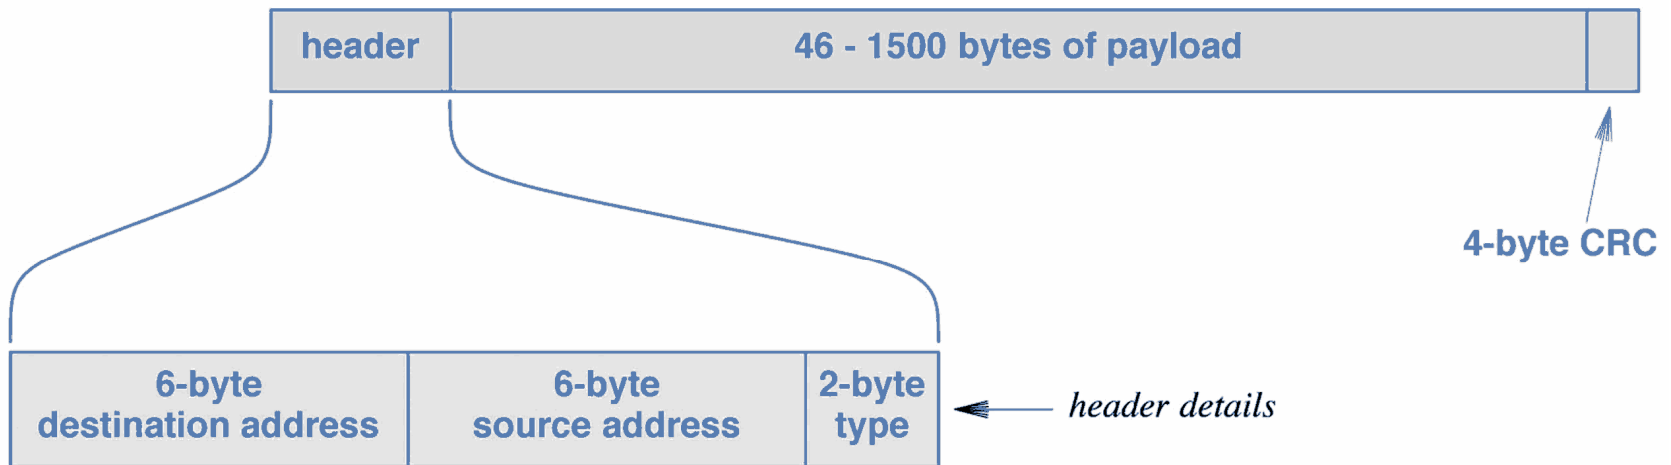 header
46 - 1500 bytes of payload
4-byte CRC
6-byte
destination address
6-byte
source address
2-byte
type
header details